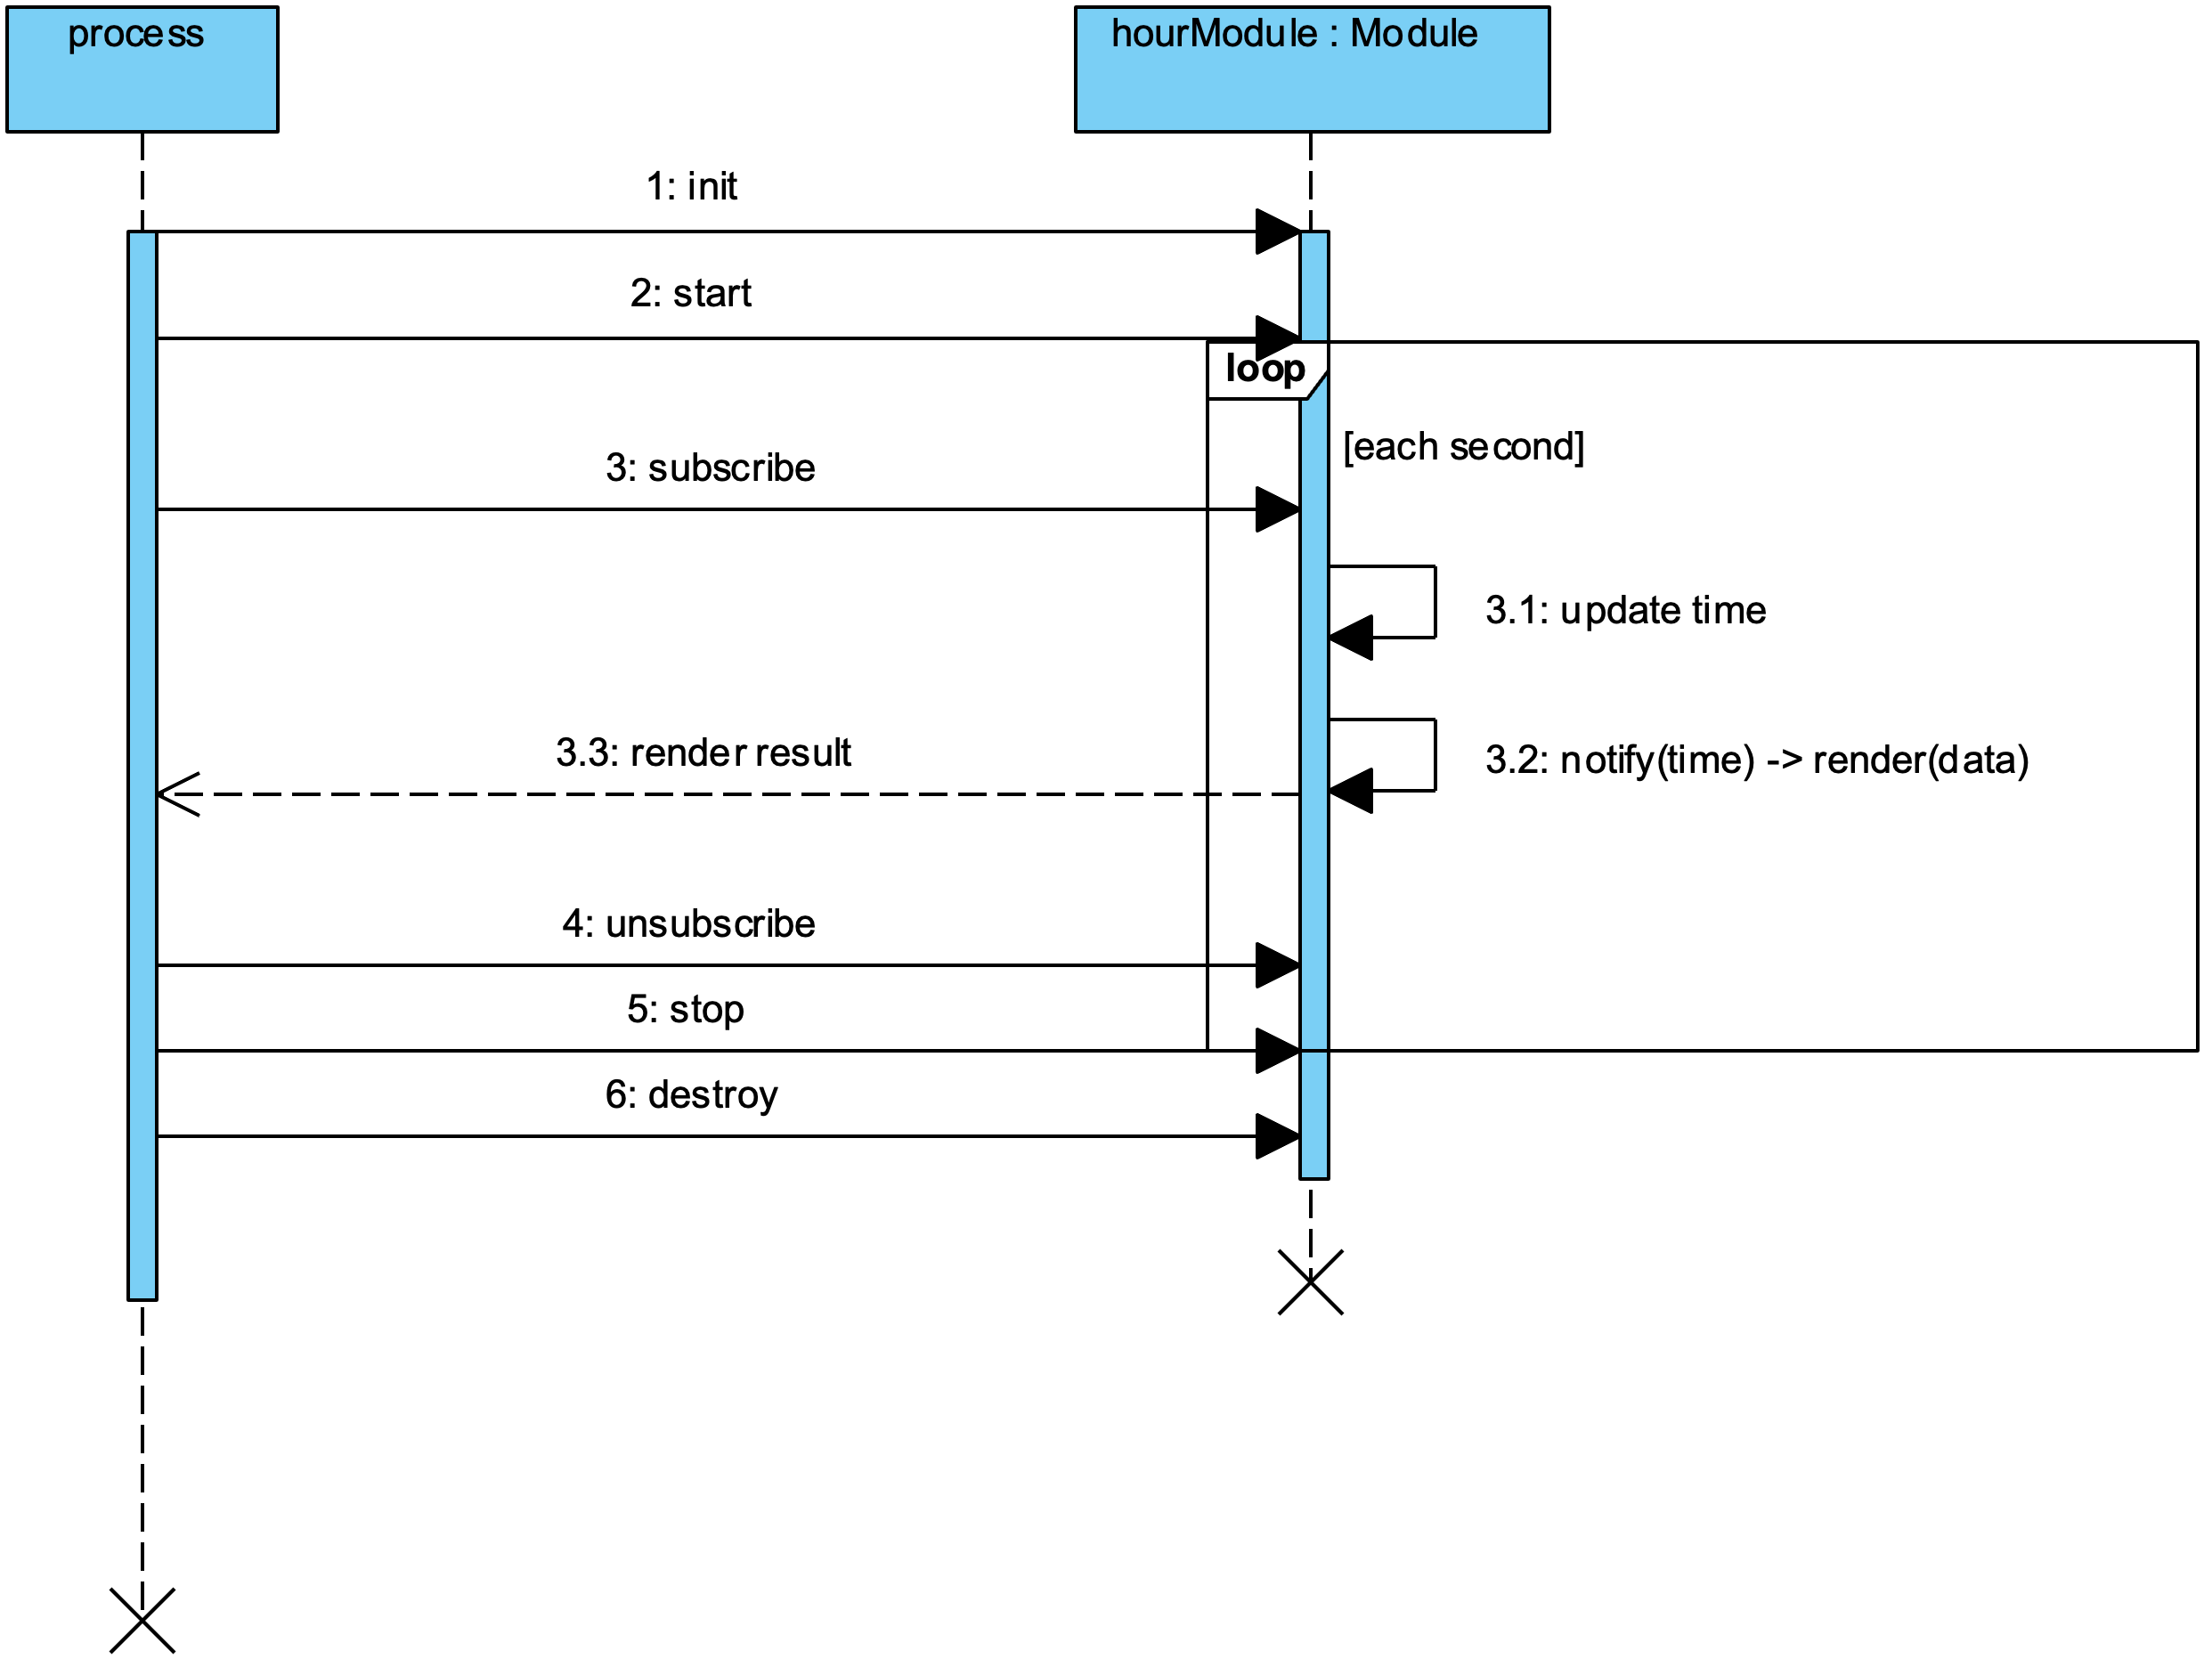 process
hourModule : Module
1: init
2: start
loop
[each second]
3: subscribe
3.1: update time
3.3: render result
3.2: notify(time) -> render(data)
4: unsubscribe
5: stop
6: destroy